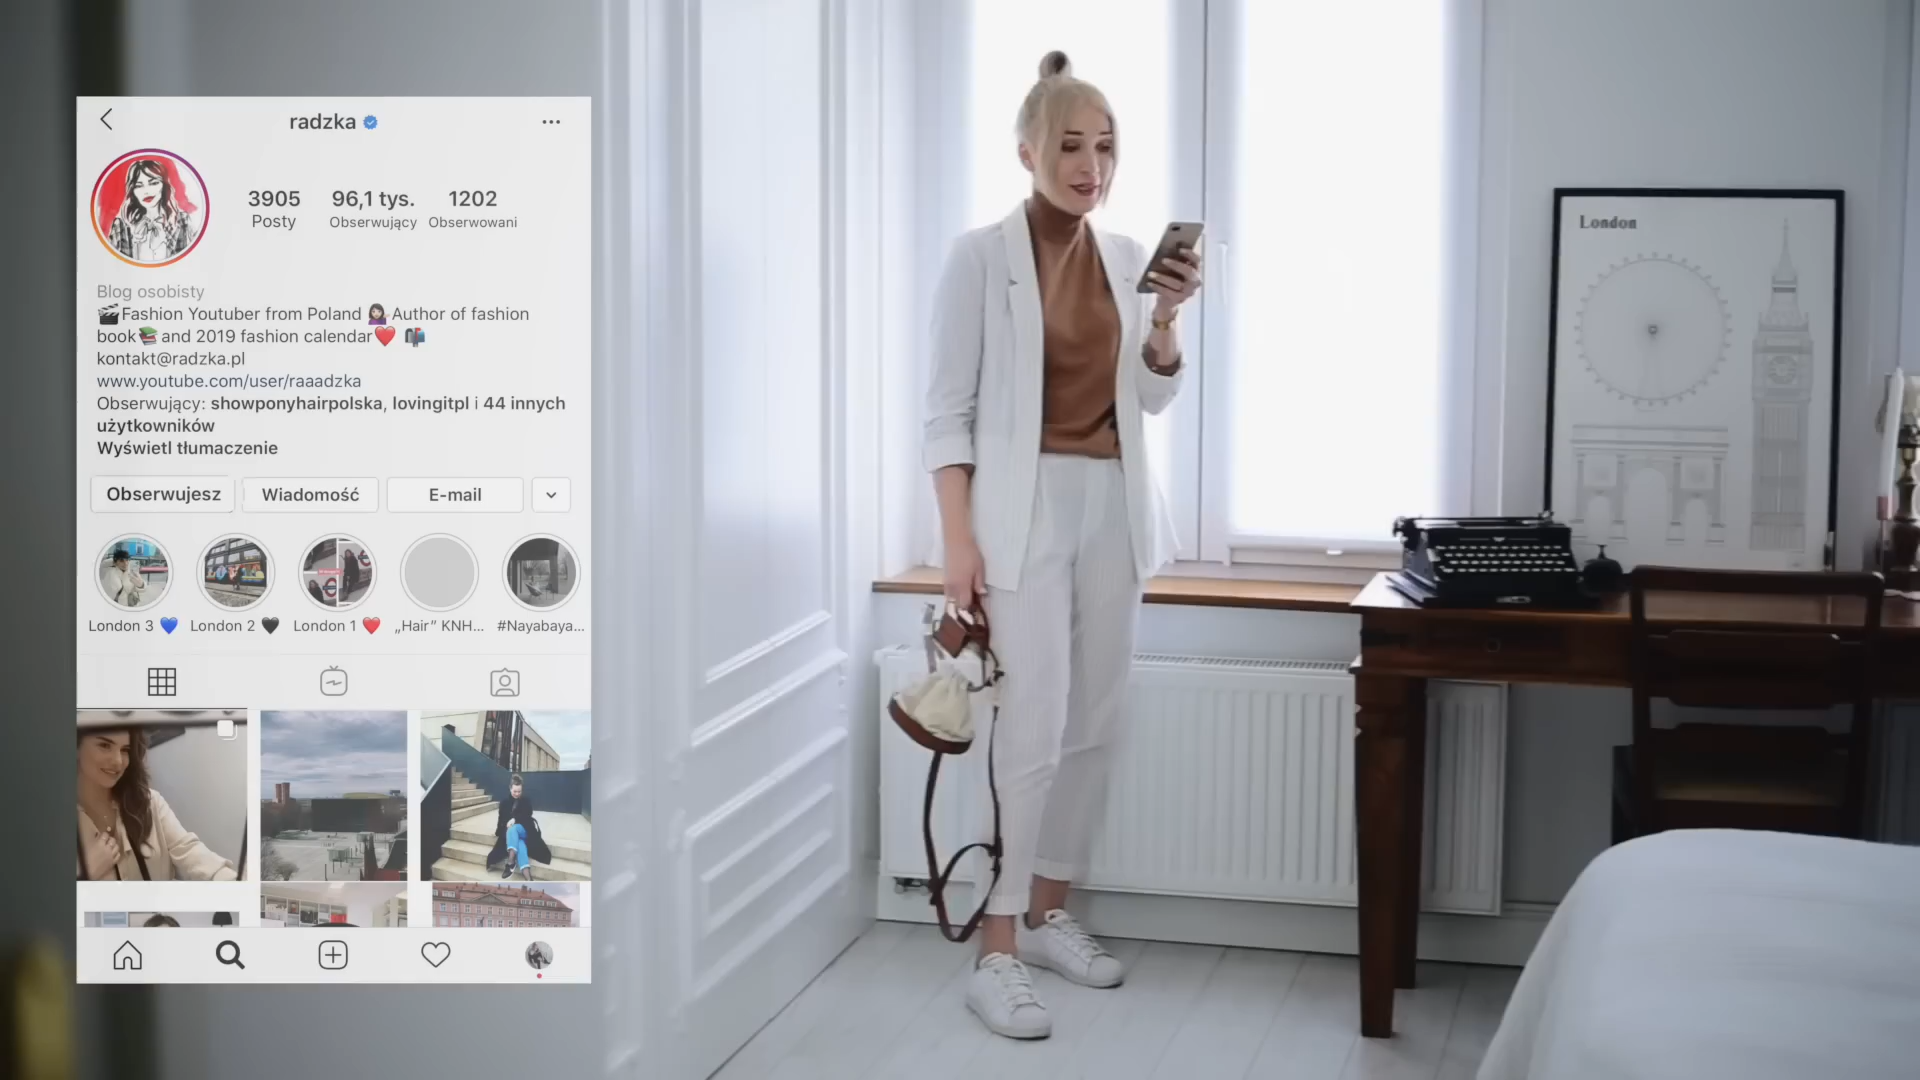 radzka
3905
96,1 tys.
1202
Posty
Obserwujący
Obserwowani
Blog osobisty
🎬Fashion Youtuber from Poland 💁🏻‍♀️Author of fashion
book📚and 2019 fashion calendar❤️ 📬
kontakt@radzka.pl
www.youtube.com/user/raaadzka
Obserwujący: showponyhairpolska, lovingitpl i 44 innych
użytkowników
Wyświetl tłumaczenie
Obserwujesz
Wiadomość
E-mail
London 3 💙
London 2 🖤
London 1 ❤️
„Hair” KNH...
#Nayabaya...
London